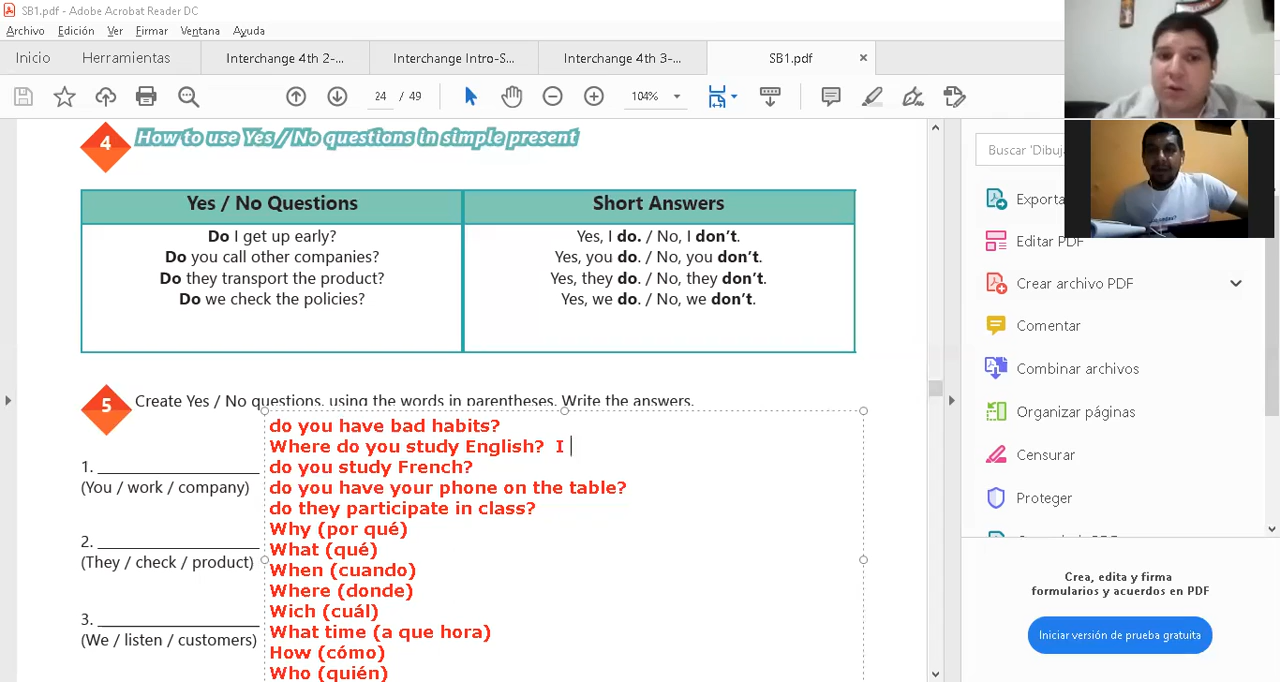 SB1.pdf - Adobe Acrobat Reader DC
Archivo Edición Ver Firmar Ventana Ayuda
Inicio Herramientas Interchange 4th 2-... Interchange Intro-S... Interchange 4th 3-... SB1.pdf
24 / 49 104%
4 How to use Yes / No questions in simple present
Yes / No Questions Short Answers
Do I get up early? Yes, I do. / No, I don't.
Do you call other companies? Yes, you do. / No, you don't.
Do they transport the product? Yes, they do. / No, they don't.
Do we check the policies? Yes, we do. / No, we don't.
5 Create Yes / No questions, using the words in parentheses. Write the answers.
do you have bad habits?
Where do you study English? I
1. do you study French?
(You / work / company) do you have your phone on the table?
do they participate in class?
Why (por qué)
2. What (qué)
(They / check / product) When (cuando)
Where (donde)
Wich (cuál)
3. What time (a que hora)
(We / listen / customers) How (cómo)
Who (quién)
Buscar 'Dibuj
Exporta
Editar PDF
Crear archivo PDF
Comentar
Combinar archivos
Organizar páginas
Censurar
Proteger
Crea, edita y firma
formularios y acuerdos en PDF
Iniciar versión de prueba gratuita